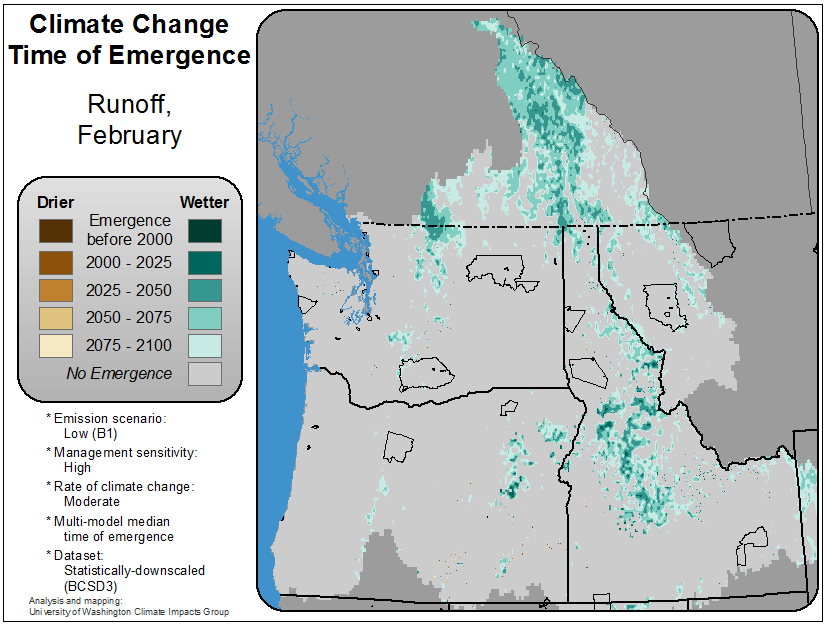 Climate Change
Time of Emergence
Runoff,
February
Drier Wetter
Emergence
before 2000
2000 - 2025
2025 - 2050
2050 - 2075
2075 - 2100
No Emergence
* Emission scenario:
Low (B1)
* Management sensitivity:
High
* Rate of climate change:
Moderate
* Multi-model median
time of emergence
* Dataset:
Statistically-downscaled
(BCSD3)
Analysis and mapping:
University of Washington Climate Impacts Group